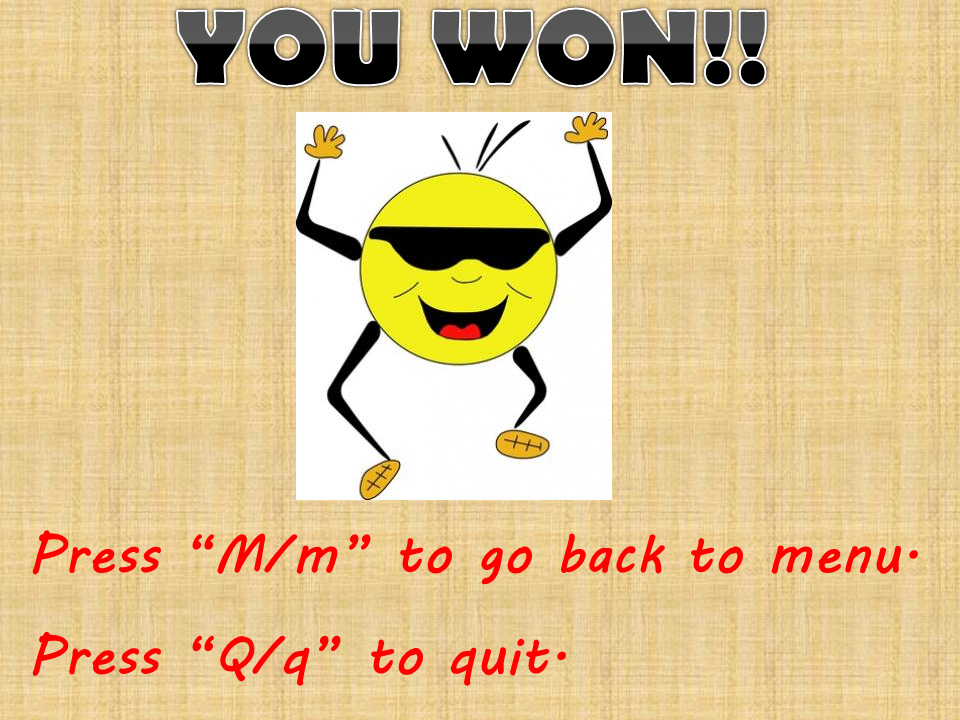 YOU WON!!
Press “M/m” to go back to menu.
Press “Q/q” to quit.